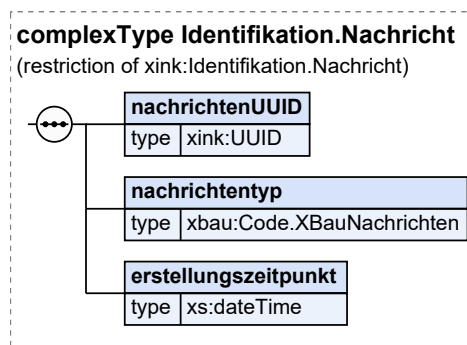 complexType Identifikation.Nachricht
(restriction of xink:Identifikation.Nachricht)
nachrichtenUUID
type xink:UUID
nachrichtentyp
type xbau:Code.XBauNachrichten
erstellungszeitpunkt
type xs:dateTime